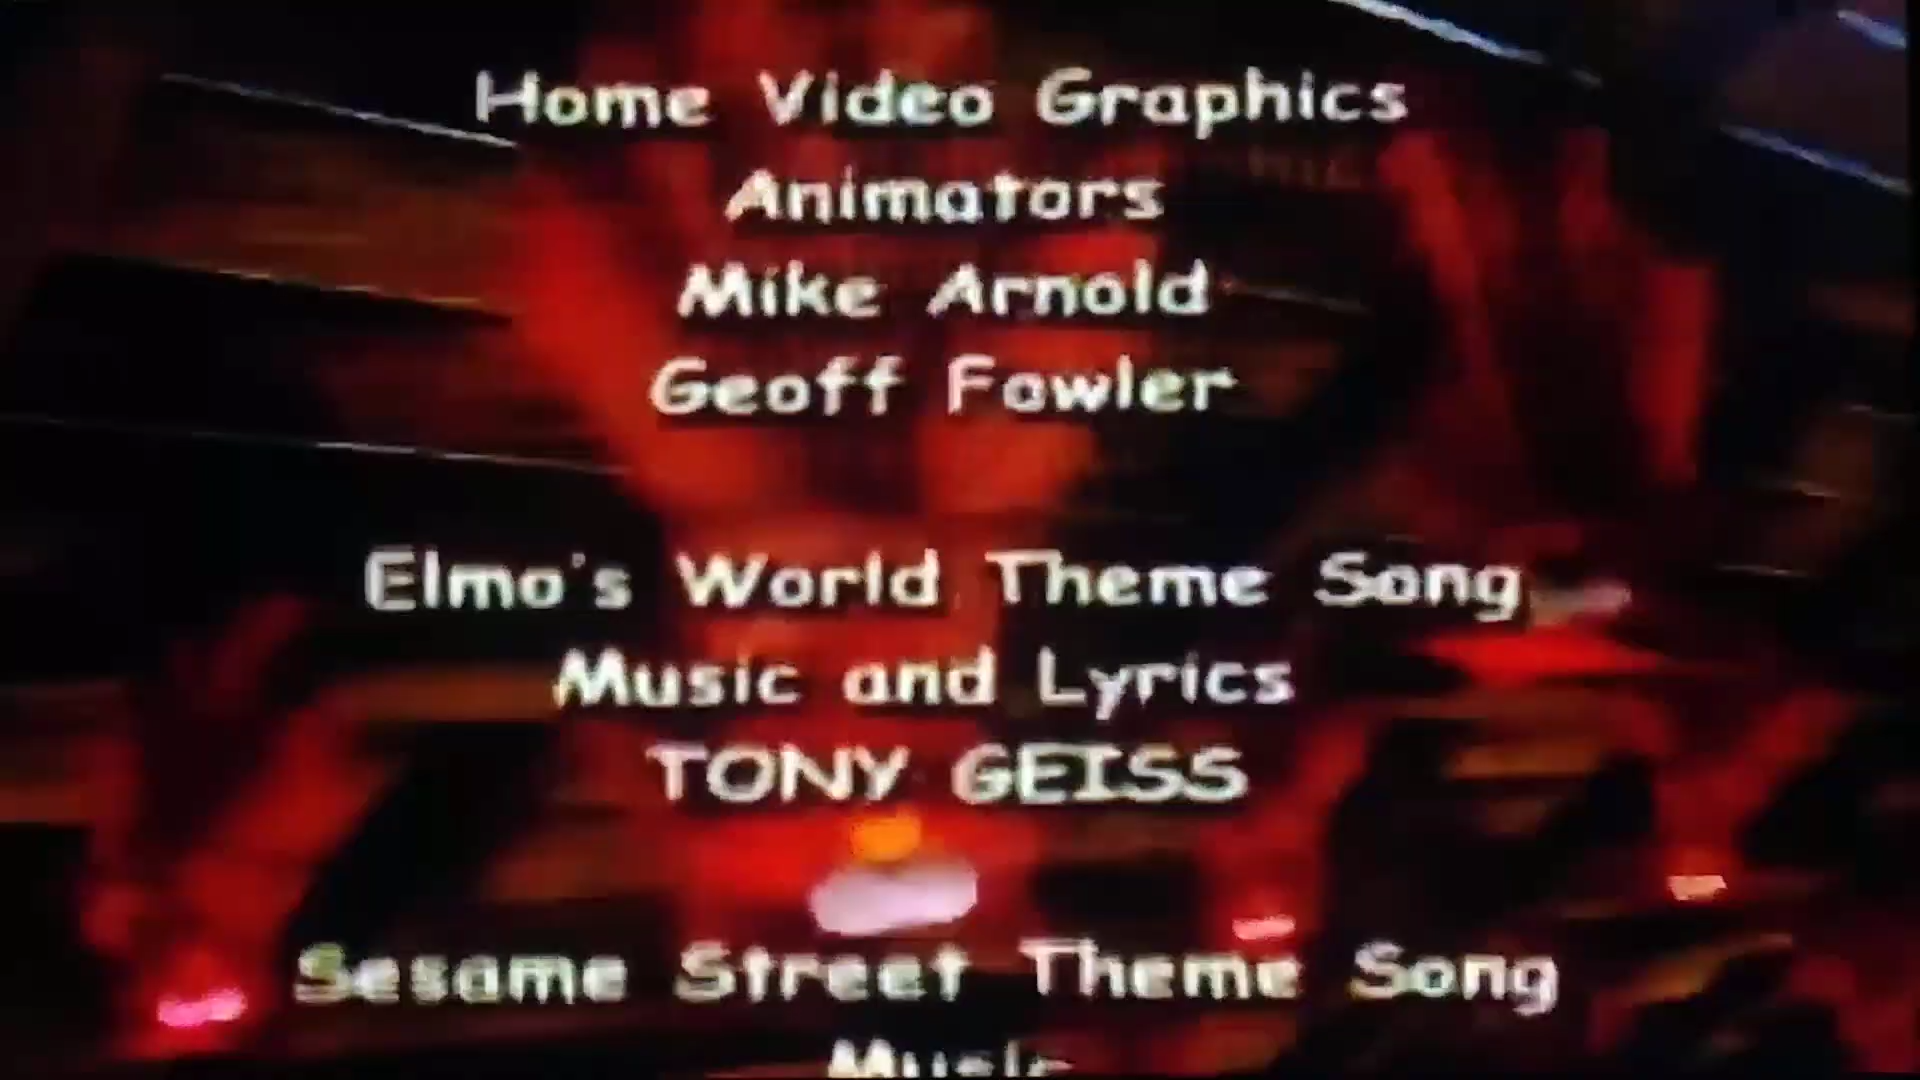 Home Video Graphics
Animators
Mike Arnold
Geoff Fowler
Elmo's World Theme Song
Music and Lyrics
TONY GEISS
Sesame Street Theme Song
Music